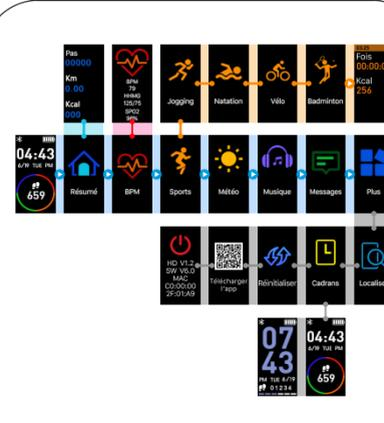 Pas
00000
Km
0.00
Kcal
000
BPM
79
HHMG
125/75
SPO2
98%
Jogging
Natation
Vélo
Badminton
Fois
00:00:0
Kcal
256
04:43
6/19 TUE PM
659
Résumé
BPM
Sports
Météo
Musique
Messages
Plus
HD V1.2
SW V6.0
MAC
C0:00:00
2F:01:A9
Télécharger
l'app
Réinitialiser
Cadrans
Localise
07
43
PM TUE 6/19
01234
04:43
6/19 TUE PM
659